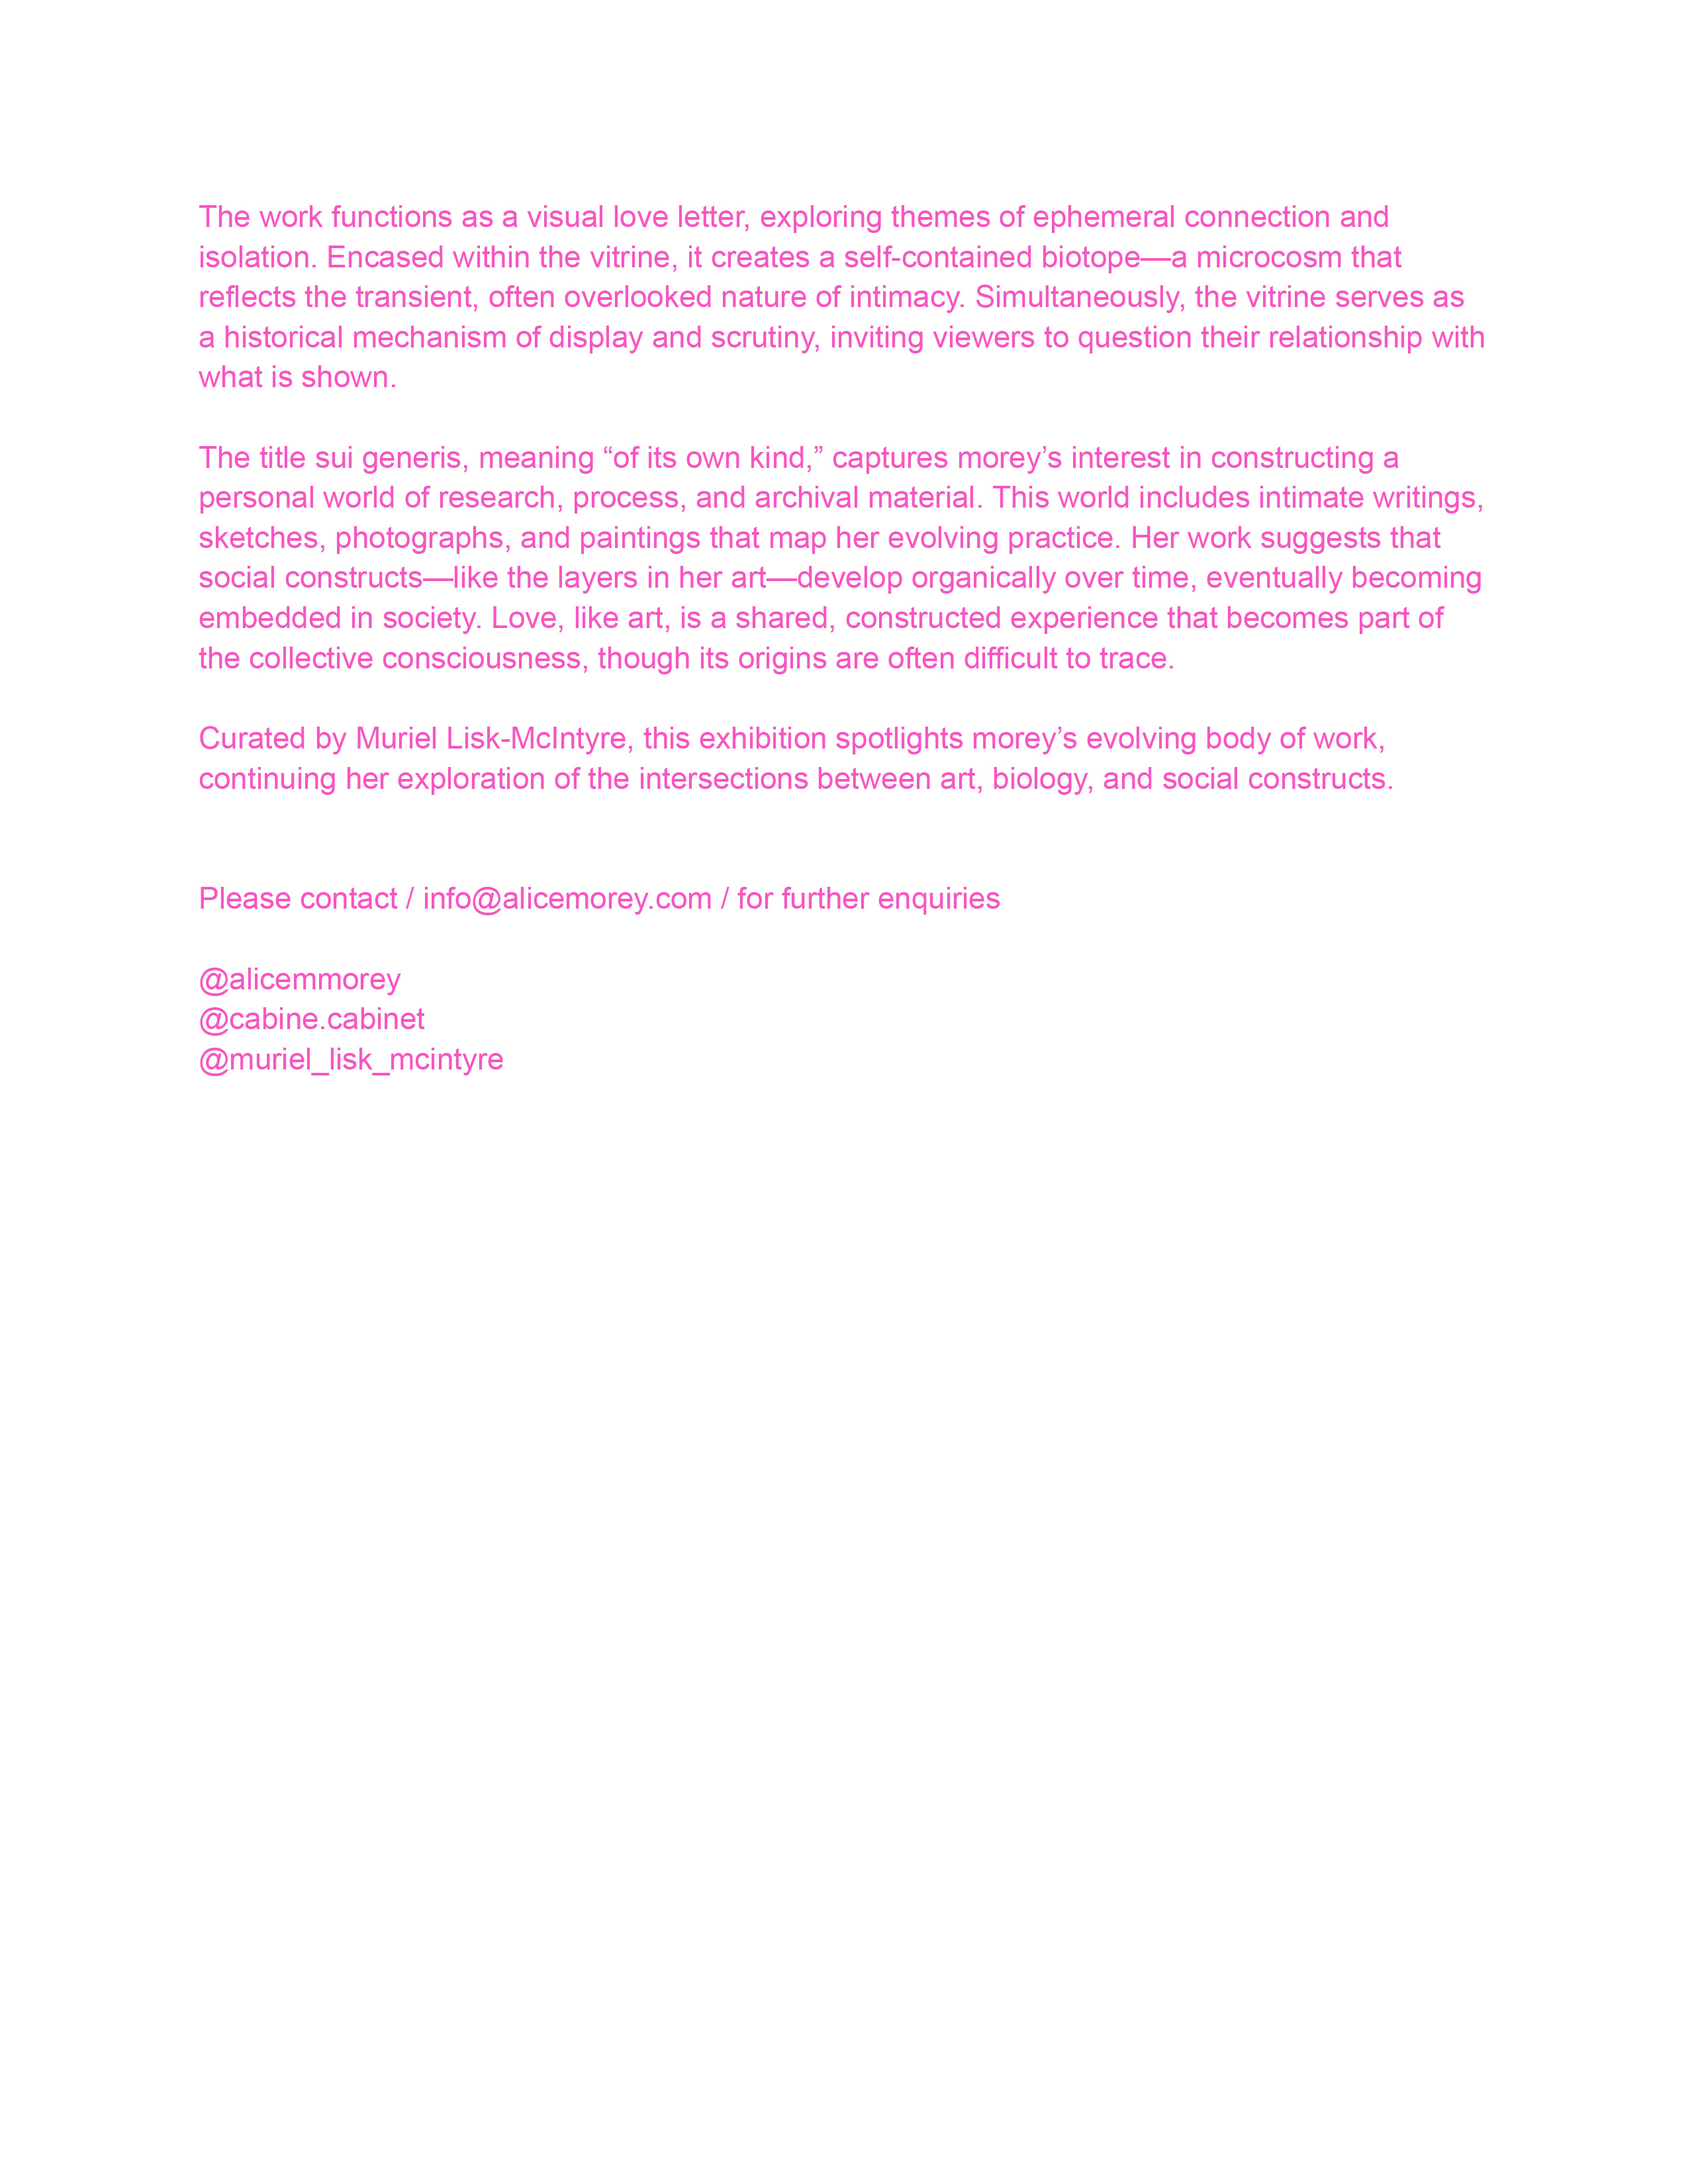 The work functions as a visual love letter, exploring themes of ephemeral connection and
isolation. Encased within the vitrine, it creates a self-contained biotope—a microcosm that
reflects the transient, often overlooked nature of intimacy. Simultaneously, the vitrine serves as
a historical mechanism of display and scrutiny, inviting viewers to question their relationship with
what is shown.
The title sui generis, meaning “of its own kind,” captures morey’s interest in constructing a
personal world of research, process, and archival material. This world includes intimate writings,
sketches, photographs, and paintings that map her evolving practice. Her work suggests that
social constructs—like the layers in her art—develop organically over time, eventually becoming
embedded in society. Love, like art, is a shared, constructed experience that becomes part of
the collective consciousness, though its origins are often difficult to trace.
Curated by Muriel Lisk-McIntyre, this exhibition spotlights morey’s evolving body of work,
continuing her exploration of the intersections between art, biology, and social constructs.
Please contact / info@alicemorey.com / for further enquiries
@alicemmorey
@cabine.cabinet
@muriel_lisk_mcintyre